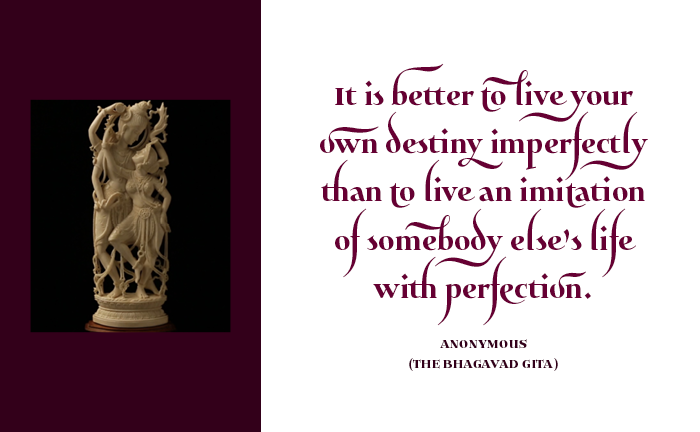 It is better to live your
own destiny imperfectly
than to live an imitation
of somebody else's life
with perfection.
ANONYMOUS
(THE BHAGAVAD GITA)